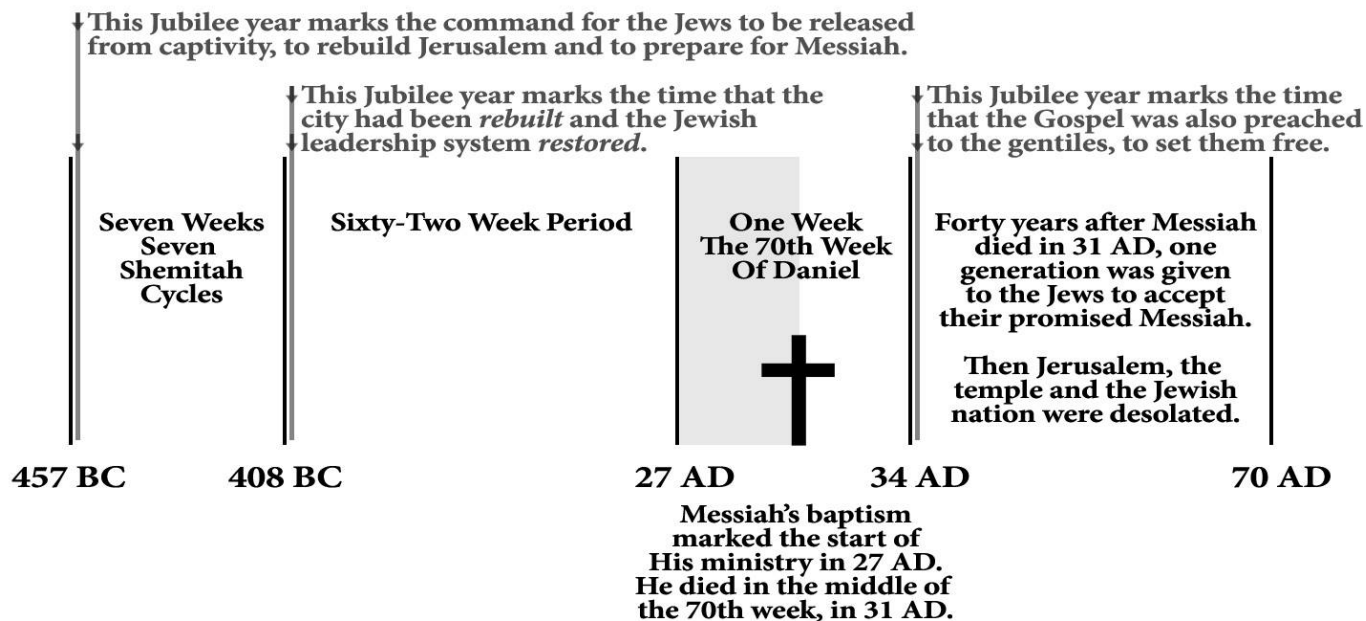 This Jubilee year marks the command for the Jews to be released
from captivity, to rebuild Jerusalem and to prepare for Messiah.
This Jubilee year marks the time that the
city had been rebuilt and the Jewish
leadership system restored.
This Jubilee year marks the time
that the Gospel was also preached
to the gentiles, to set them free.
Seven Weeks
Seven
Shemitah
Cycles
Sixty-Two Week Period
One Week
The 70th Week
Of Daniel
Forty years after Messiah
died in 31 AD, one
generation was given
to the Jews to accept
their promised Messiah.
Then Jerusalem, the
temple and the Jewish
nation were desolated.
457 BC
408 BC
27 AD
34 AD
70 AD
Messiah's baptism
marked the start of
His ministry in 27 AD.
He died in the middle of
the 70th week, in 31 AD.